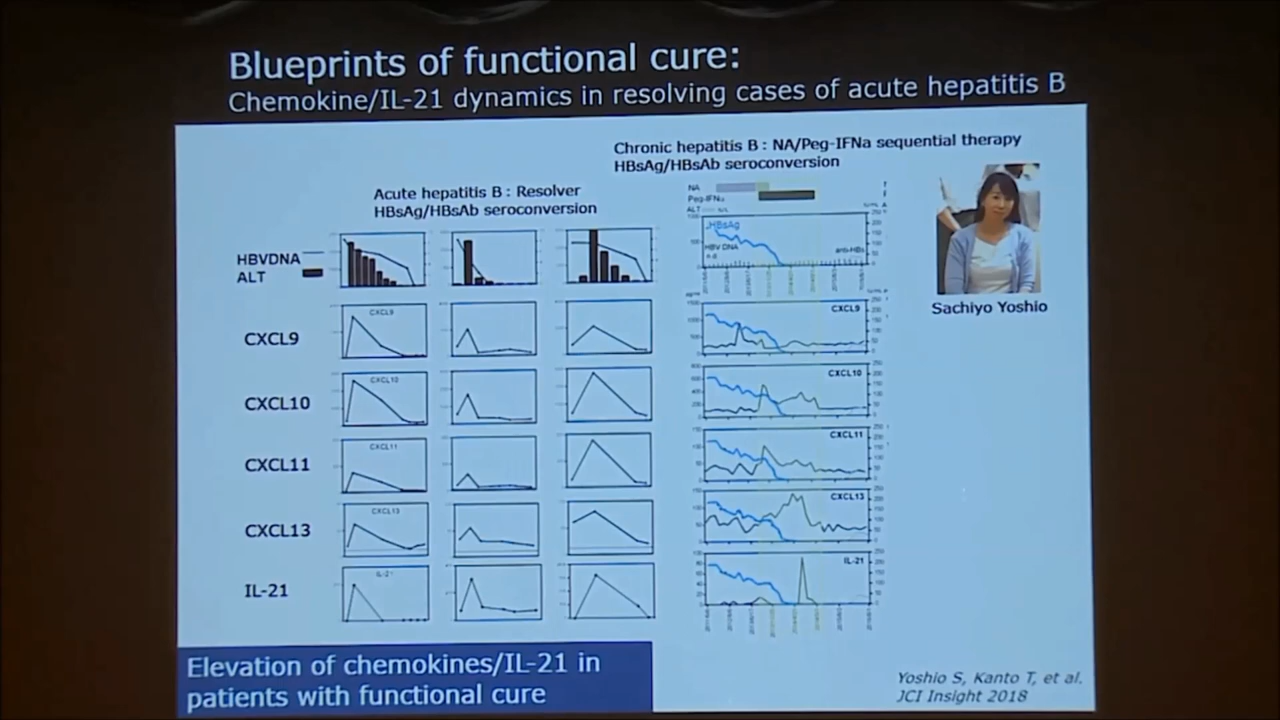 Blueprints of functional cure:
Chemokine/IL-21 dynamics in resolving cases of acute hepatitis B
Chronic hepatitis B : NA/Peg-IFNa sequential therapy
HBsAg/HBsAb seroconversion
Acute hepatitis B : Resolver
HBsAg/HBsAb seroconversion
NA
Peg-IFNα
ALT
HBsAg
HBV DNA
n.d
anti-HBs
HBVDNA
ALT
Sachiyo Yoshio
CXCL9
CXCL9
CXCL9
CXCL10
CXCL10
CXCL10
CXCL11
CXCL11
CXCL11
CXCL13
CXCL13
CXCL13
IL-21
IL-21
IL-21
Elevation of chemokines/IL-21 in
patients with functional cure
Yoshio S, Kanto T, et al.
JCI Insight 2018